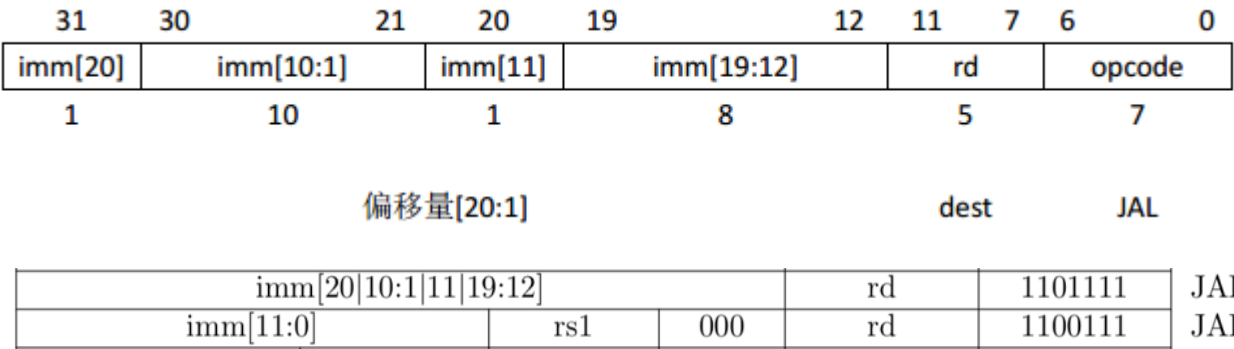 31 30 21 20 19 12 11 7 6 0
imm[20] imm[10:1] imm[11] imm[19:12] rd opcode
1 10 1 8 5 7
偏移量[20:1] dest JAL
imm[20|10:1|11|19:12] rd 1101111
imm[11:0] rs1 000 rd 1100111